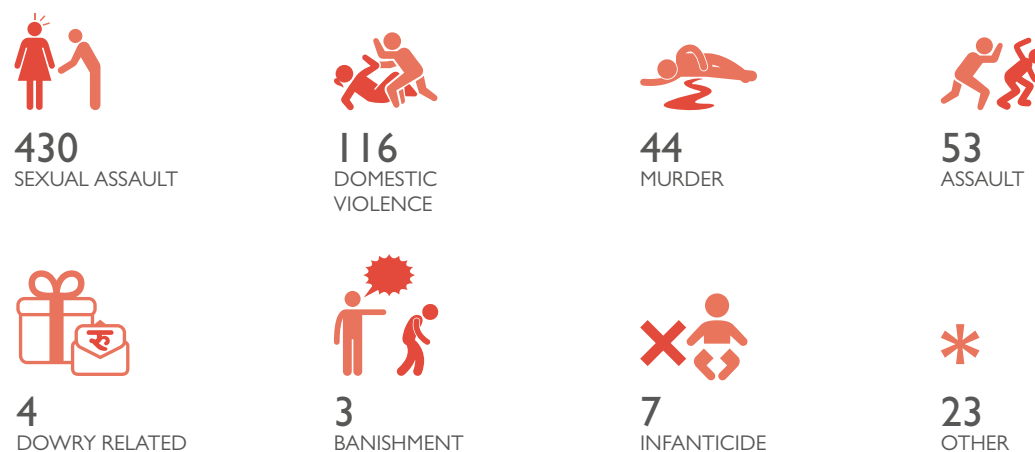 430
SEXUAL ASSAULT
116
DOMESTIC
VIOLENCE
44
MURDER
53
ASSAULT
रु
4
DOWRY RELATED
3
BANISHMENT
7
INFANTICIDE
*
23
OTHER